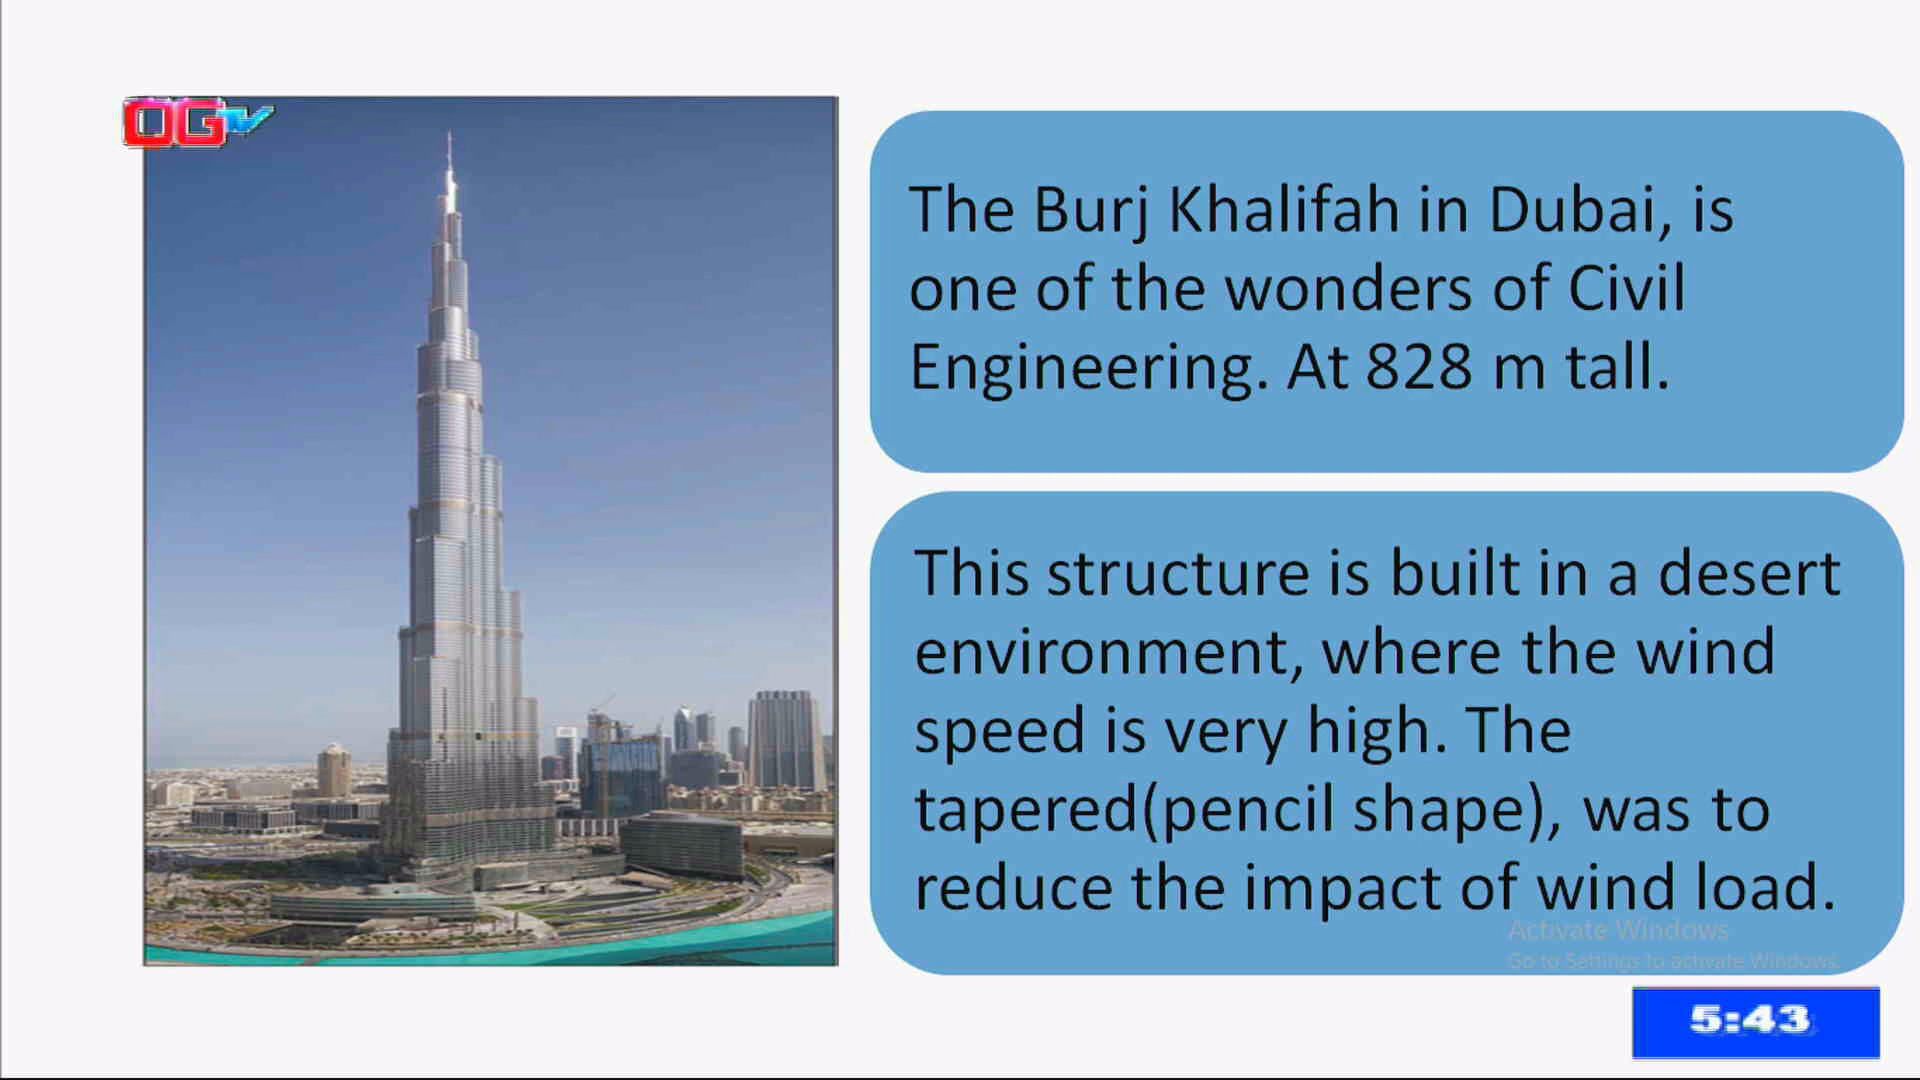 OGTV
The Burj Khalifah in Dubai, is
one of the wonders of Civil
Engineering. At 828 m tall.
This structure is built in a desert
environment, where the wind
speed is very high. The
tapered(pencil shape), was to
reduce the impact of wind load.
Activate Windows
Go to Settings to activate Windows.
5:43